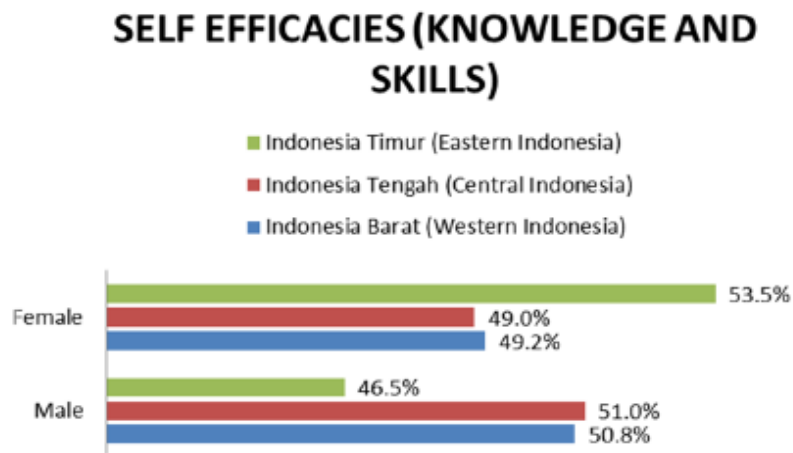 SELF EFFICACIES (KNOWLEDGE AND
SKILLS)
Indonesia Timur (Eastern Indonesia)
Indonesia Tengah (Central Indonesia)
Indonesia Barat (Western Indonesia)
53.5%
Female
49.0%
49.2%
46.5%
Male
51.0%
50.8%